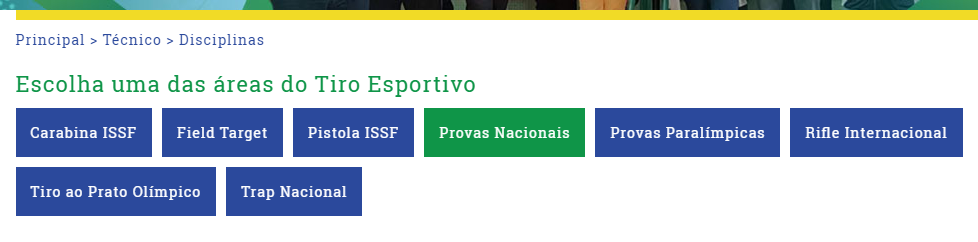 Principal > Técnico > Disciplinas
Escolha uma das áreas do Tiro Esportivo
Carabina ISSF Field Target Pistola ISSF Provas Nacionais Provas Paralímpicas Rifle Internacional
Tiro ao Prato Olímpico Trap Nacional